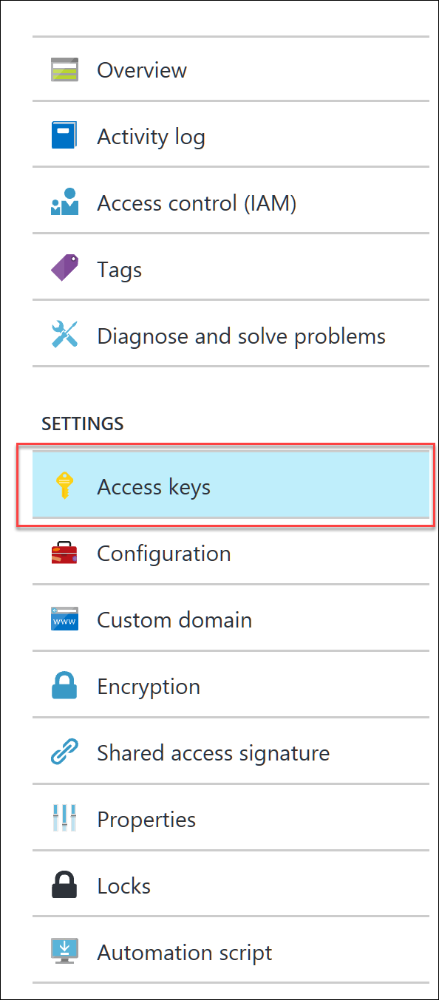 Overview
Activity log
Access control (IAM)
Tags
Diagnose and solve problems
SETTINGS
Access keys
Configuration
www
Custom domain
Encryption
Shared access signature
Properties
Locks
Automation script